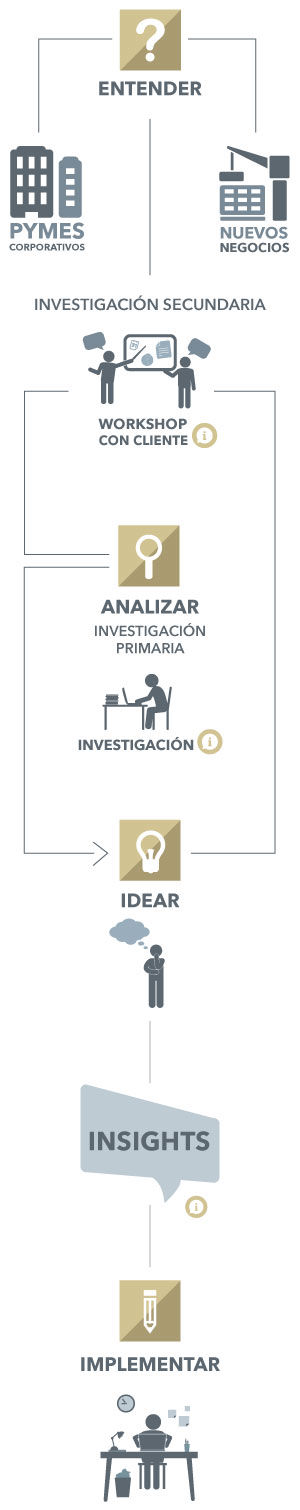 ENTENDER
PYMES
CORPORATIVOS
NUEVOS
NEGOCIOS
INVESTIGACIÓN SECUNDARIA
WORKSHOP
CON CLIENTE
ANALIZAR
INVESTIGACIÓN
PRIMARIA
INVESTIGACIÓN
IDEAR
INSIGHTS
IMPLEMENTAR